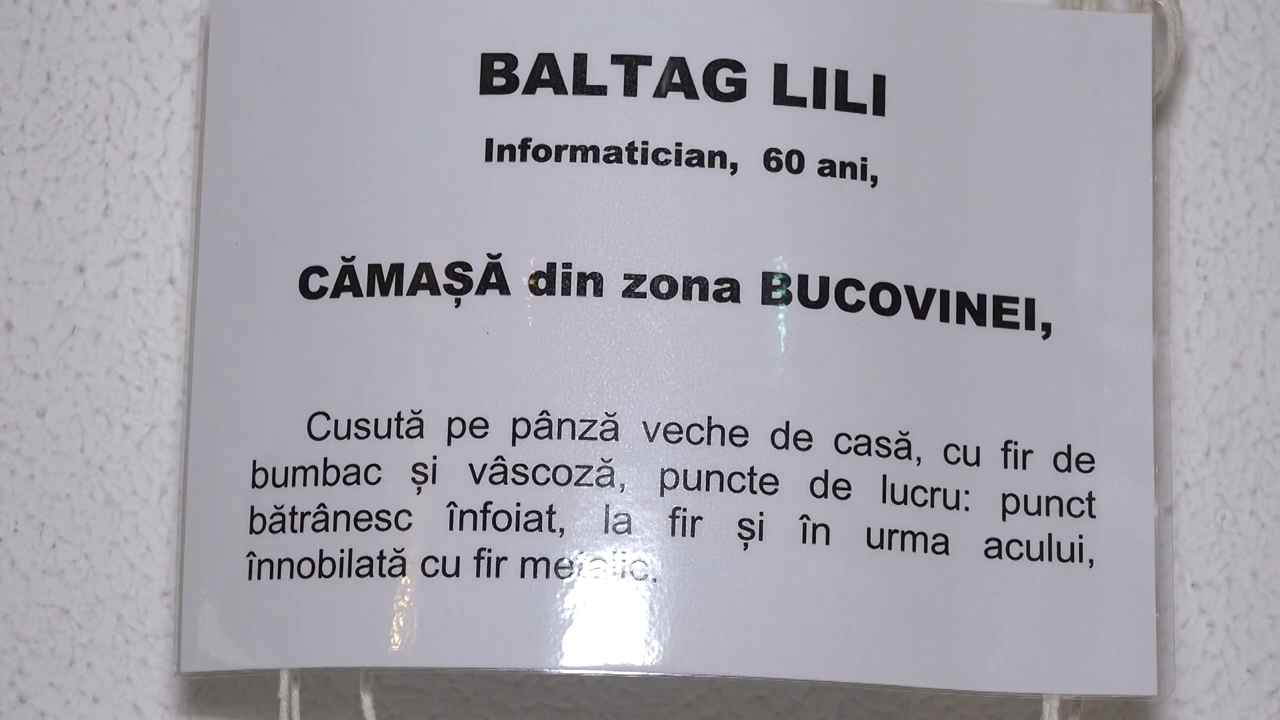 BALTAG LILI
Informatician, 60 ani,
CĂMAȘĂ din zona BUCOVINEI,
Cusută pe pânză veche de casă, cu fir de
bumbac și vâscoză, puncte de lucru: punct
bătrânesc înfoiat, la fir și în urma acului,
înnobilată cu fir metalic.